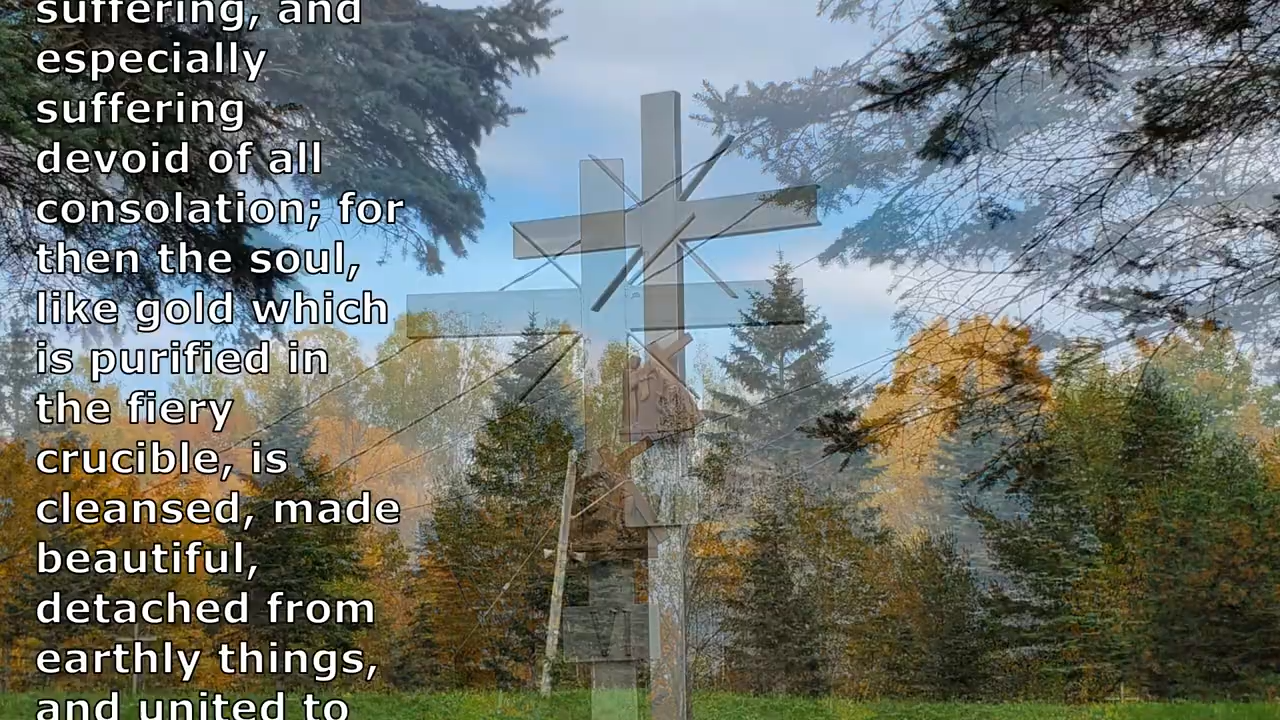 suffering, and
especially
suffering
devoid of all
consolation; for
then the soul,
like gold which
is purified in
the fiery
crucible, is
cleansed, made
beautiful,
detached from
earthly things,
and united to